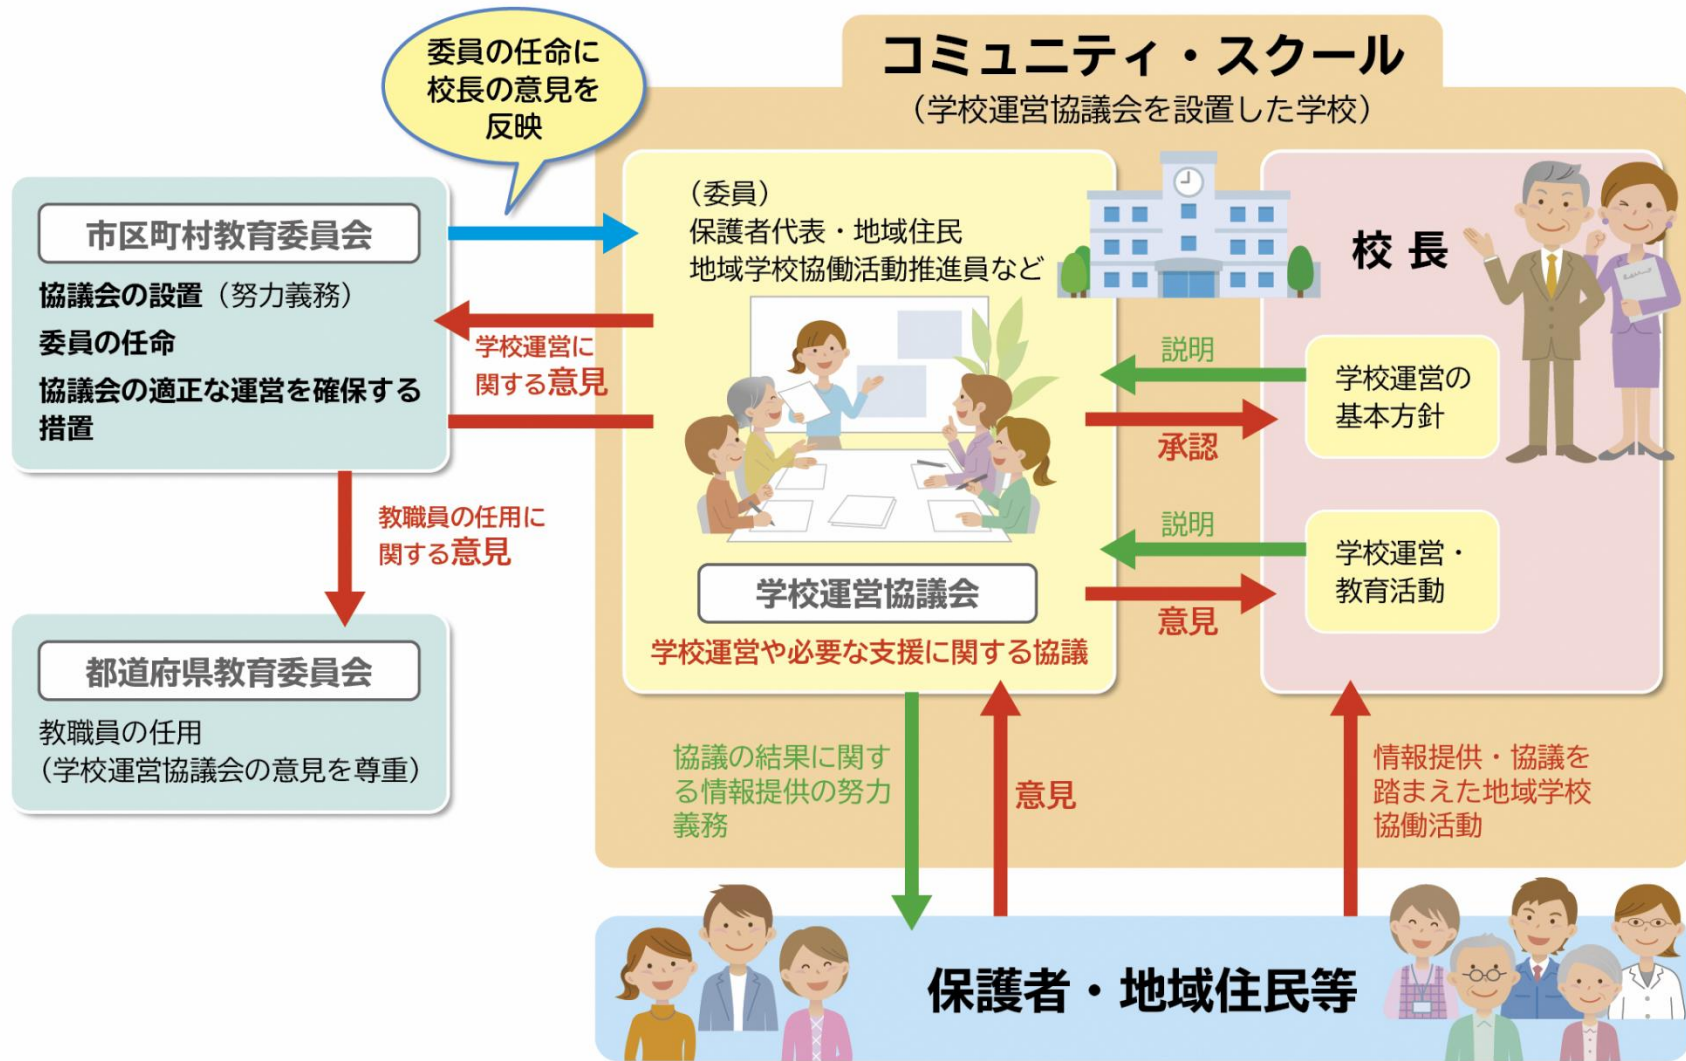 委員の任命に
校長の意見を
反映
コミュニティ・スクール
（学校運営協議会を設置した学校）
市区町村教育委員会
協議会の設置（努力義務）
委員の任命
協議会の適正な運営を確保する
措置
学校運営に
関する意見
教職員の任用に
関する意見
都道府県教育委員会
教職員の任用
（学校運営協議会の意見を尊重）
（委員）
保護者代表・地域住民
地域学校協働活動推進員など
学校運営協議会
学校運営や必要な支援に関する協議
校長
説明
承認
学校運営の
基本方針
説明
意見
学校運営・
教育活動
協議の結果に関す
る情報提供の努力
義務
意見
情報提供・協議を
踏まえた地域学校
協働活動
保護者・地域住民等